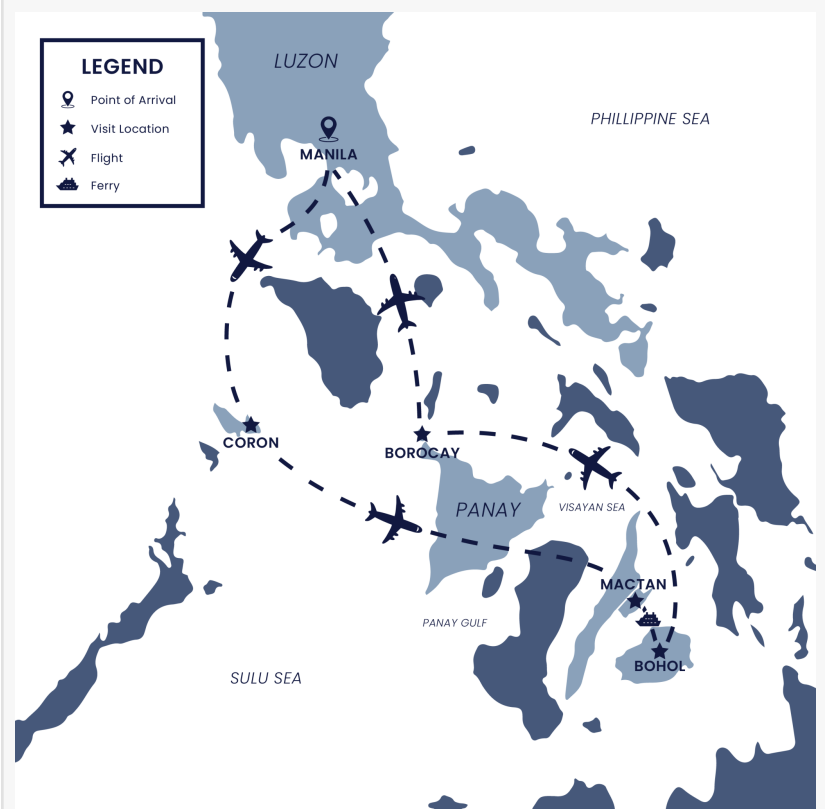 LEGEND
Point of Arrival
Visit Location
Flight
Ferry
LUZON
PHILLIPPINE SEA
MANILA
CORON
BOROCAY
PANAY
VISAYAN SEA
MACTAN
PANAY GULF
BOHOL
SULU SEA